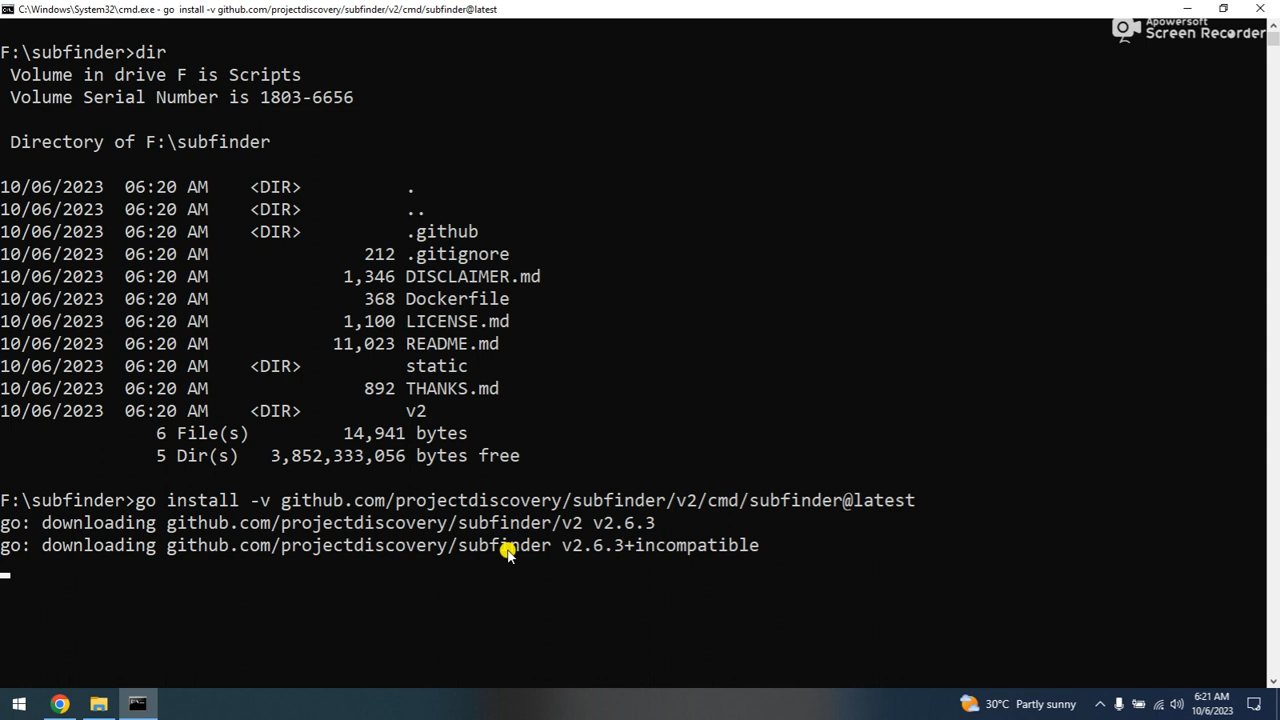 C:\Windows\System32\cmd.exe - go  install -v github.com/projectdiscovery/subfinder/v2/cmd/subfinder@latest
Apowersoft
Screen Recorder
F:\subfinder>dir
 Volume in drive F is Scripts
 Volume Serial Number is 1803-6656
 Directory of F:\subfinder
10/06/2023  06:20 AM    <DIR>          .
10/06/2023  06:20 AM    <DIR>          ..
10/06/2023  06:20 AM    <DIR>          .github
10/06/2023  06:20 AM               212 .gitignore
10/06/2023  06:20 AM             1,346 DISCLAIMER.md
10/06/2023  06:20 AM               368 Dockerfile
10/06/2023  06:20 AM             1,100 LICENSE.md
10/06/2023  06:20 AM            11,023 README.md
10/06/2023  06:20 AM    <DIR>          static
10/06/2023  06:20 AM               892 THANKS.md
10/06/2023  06:20 AM    <DIR>          v2
               6 File(s)         14,941 bytes
               5 Dir(s)   3,852,333,056 bytes free
F:\subfinder>go install -v github.com/projectdiscovery/subfinder/v2/cmd/subfinder@latest
go: downloading github.com/projectdiscovery/subfinder/v2 v2.6.3
go: downloading github.com/projectdiscovery/subfinder v2.6.3+incompatible
30°C Partly sunny
6:21 AM
10/6/2023